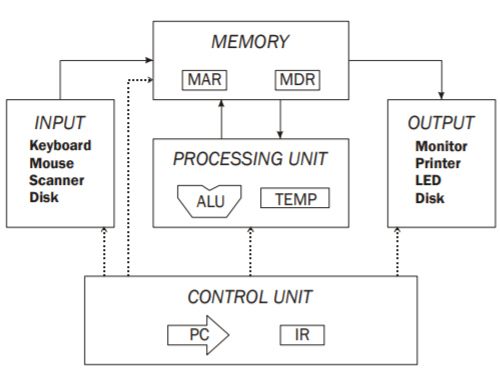 MEMORY
MAR
MDR
INPUT
Keyboard
Mouse
Scanner
Disk
PROCESSING UNIT
ALU
TEMP
OUTPUT
Monitor
Printer
LED
Disk
CONTROL UNIT
PC
IR